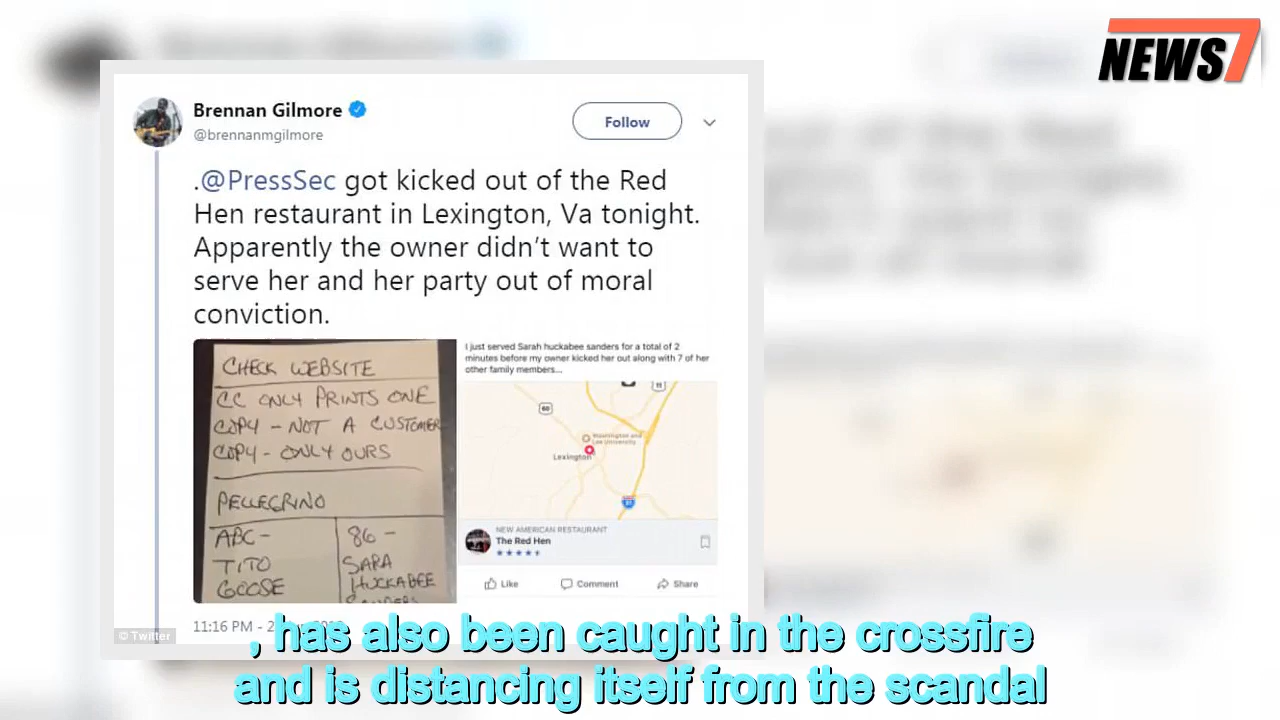 NEWS7
Brennan Gilmore
@brennanmgilmore
Follow
.@PressSec got kicked out of the Red
Hen restaurant in Lexington, Va tonight.
Apparently the owner didn't want to
serve her and her party out of moral
conviction.
CHECK WEBSITE
CC ONLY PRINTS ONE
COPY - NOT A CUSTOMER
COPY - ONLY OURS
PELLEGRINO
ABC-
TITO
GOOSE
86 -
SARA
HUCKABEE
SANDERS
I just served Sarah huckabee sanders for a total of 2
minutes before my owner kicked her out along with 7 of her
other family members...
11
60
Washington and
Lee University
Lexington
NEW AMERICAN RESTAURANT
The Red Hen
Like
Comment
Share
© Twitter
11:16 PM - 2
, has also been caught in the crossfire
and is distancing itself from the scandal